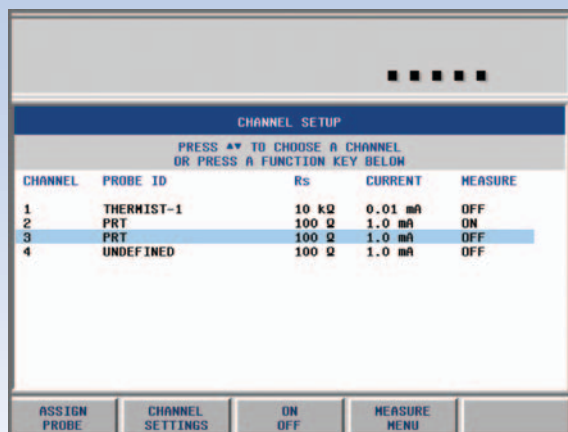 CHANNEL SETUP
PRESS ▲▼ TO CHOOSE A CHANNEL
OR PRESS A FUNCTION KEY BELOW
CHANNEL PROBE ID Rs CURRENT MEASURE
1 THERMIST-1 10 kΩ 0.01 mA OFF
2 PRT 100 Ω 1.0 mA ON
3 PRT 100 Ω 1.0 mA OFF
4 UNDEFINED 100 Ω 1.0 mA OFF
ASSIGN PROBE
CHANNEL SETTINGS
ON OFF
MEASURE MENU